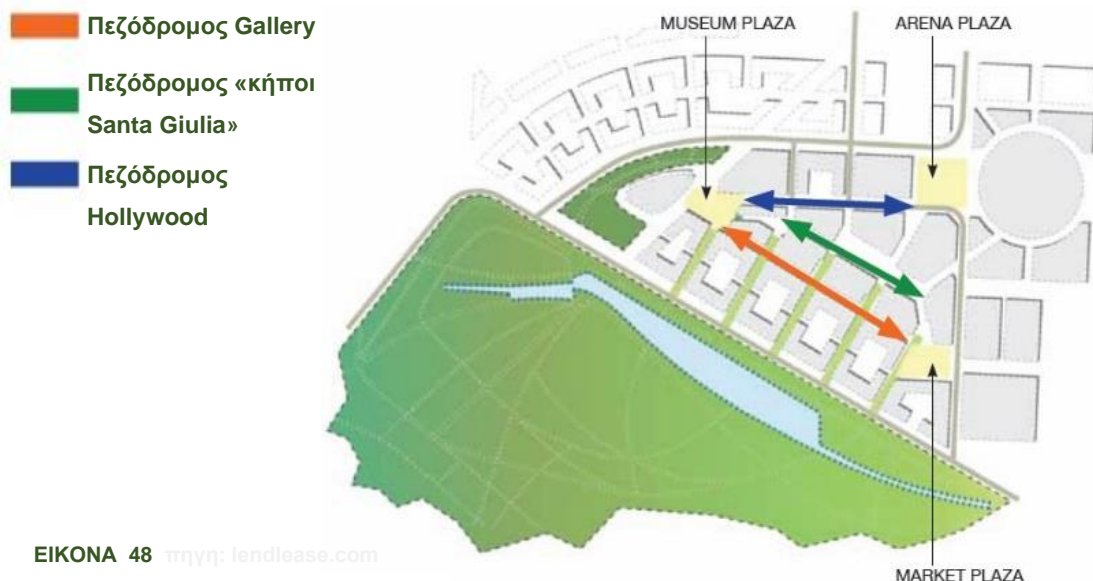 Πεζόδρομος Gallery
Πεζόδρομος «κήποι
Santa Giulia»
Πεζόδρομος
Hollywood
MUSEUM PLAZA
ARENA PLAZA
MARKET PLAZA
ΕΙΚΟΝΑ 48 πηγη: lendlease.com